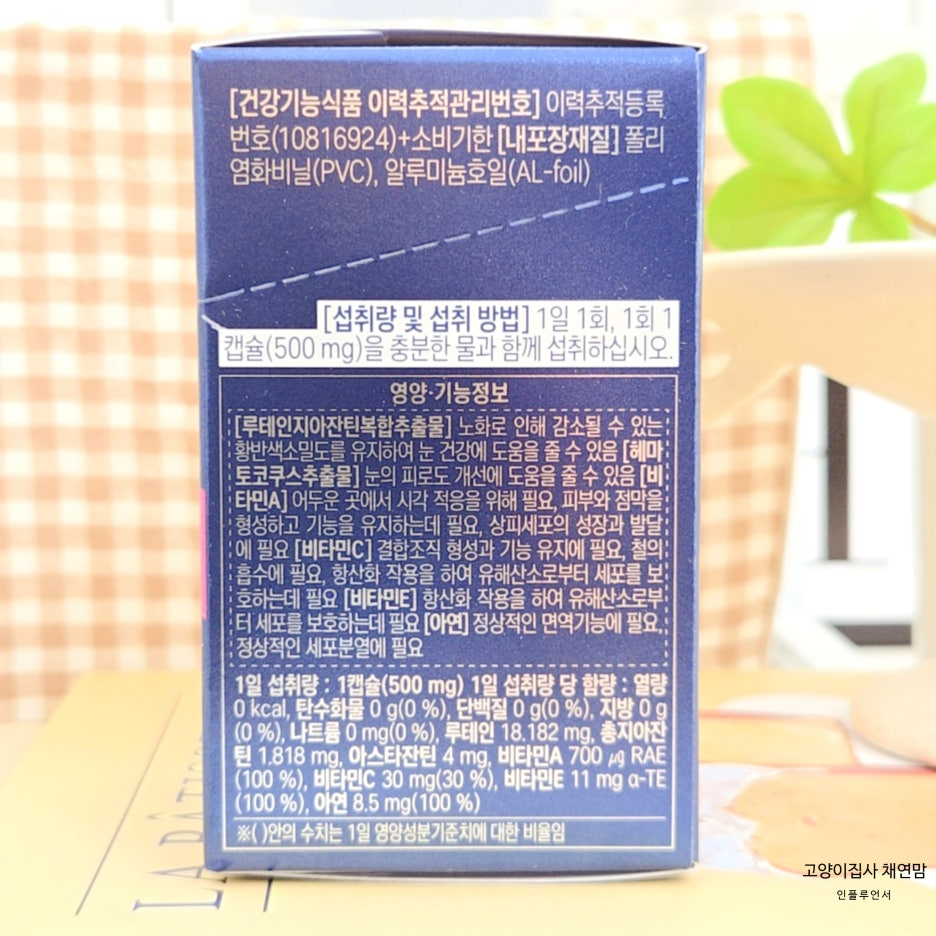 [건강기능식품 이력추적관리번호] 이력추적등록
번호(10816924)+소비기한 [내포장재질] 폴리
염화비닐(PVC), 알루미늄호일(AL-foil)
[섭취량 및 섭취 방법] 1일 1회, 1회 1
캡슐(500 mg)을 충분한 물과 함께 섭취하십시오.
영양·기능정보
[루테인지아잔틴복합추출물] 노화로 인해 감소될 수 있는
황반색소밀도를 유지하여 눈 건강에 도움을 줄 수 있음 [헤마
토코쿠스추출물] 눈의 피로도 개선에 도움을 줄 수 있음 [비
타민A] 어두운 곳에서 시각 적응을 위해 필요, 피부와 점막을
형성하고 기능을 유지하는데 필요, 상피세포의 성장과 발달
에 필요 [비타민C] 결합조직 형성과 기능 유지에 필요, 철의
흡수에 필요, 항산화 작용을 하여 유해산소로부터 세포를 보
호하는데 필요 [비타민E] 항산화 작용을 하여 유해산소로부
터 세포를 보호하는데 필요 [아연] 정상적인 면역기능에 필요,
정상적인 세포분열에 필요
1일 섭취량 : 1캡슐(500 mg) 1일 섭취량 당 함량 : 열량
0 kcal, 탄수화물 0 g(0 %), 단백질 0 g(0 %), 지방 0 g
(0 %), 나트륨 0 mg(0 %), 루테인 18.182 mg, 총지아잔
틴 1.818 mg, 아스타잔틴 4 mg, 비타민A 700 µg RAE
(100 %), 비타민C 30 mg(30 %), 비타민E 11 mg α-TE
(100 %), 아연 8.5 mg(100 %)
※( )안의 수치는 1일 영양성분기준치에 대한 비율임
고양이집사 채연맘
인플루언서